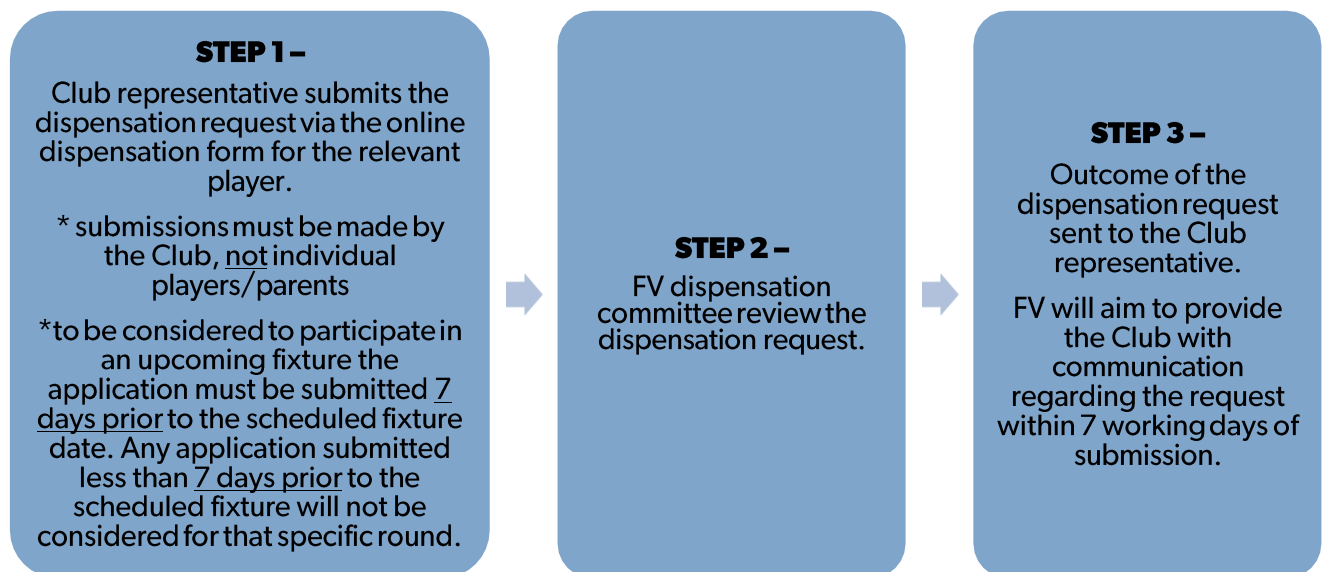 STEP 1 –
Club representative submits the
dispensation request via the online
dispensation form for the relevant
player.
* submissions must be made by
the Club, not individual
players/parents
*to be considered to participate in
an upcoming fixture the
application must be submitted 7
days prior to the scheduled fixture
date. Any application submitted
less than 7 days prior to the
scheduled fixture will not be
considered for that specific round.
STEP 2 –
FV dispensation
committee review the
dispensation request.
STEP 3 –
Outcome of the
dispensation request
sent to the Club
representative.
FV will aim to provide
the Club with
communication
regarding the request
within 7 working days of
submission.